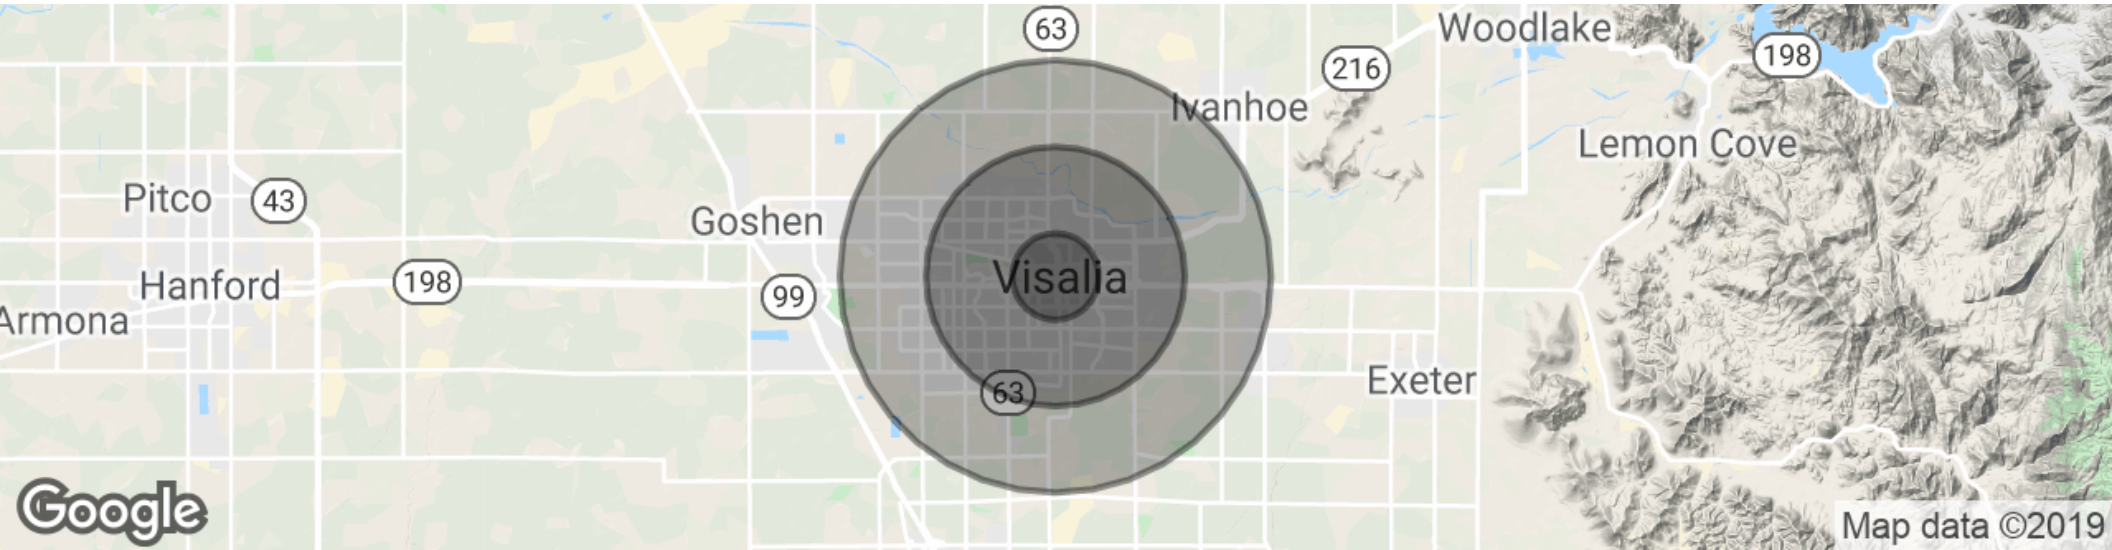 63
Woodlake
198
216
Ivanhoe
Lemon Cove
Pitco
43
Goshen
Visalia
Hanford
198
99
Armona
Exeter
63
Google
Map data ©2019